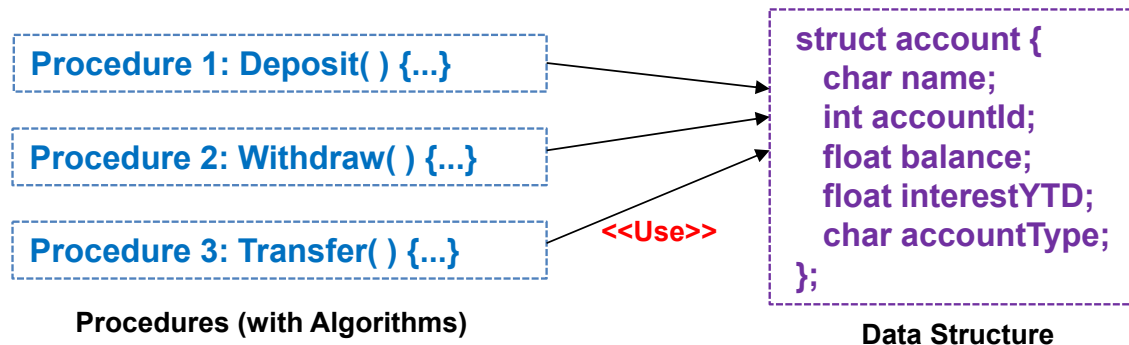 Procedure 1: Deposit( ) {...}
Procedure 2: Withdraw( ) {...}
Procedure 3: Transfer( ) {...}
Procedures (with Algorithms)
<<Use>>
struct account {
char name;
int accountId;
float balance;
float interestYTD;
char accountType;
};
Data Structure